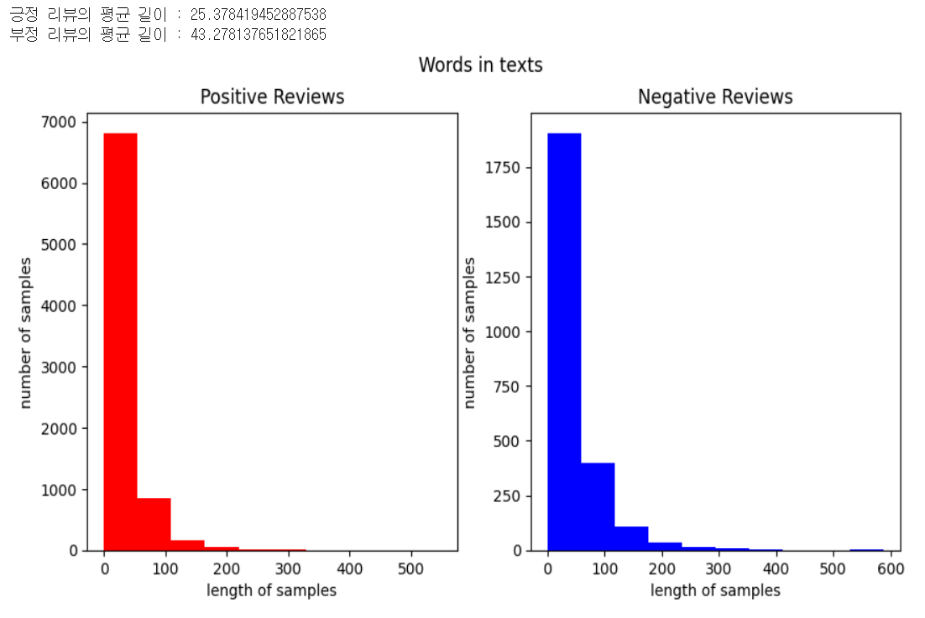 긍정 리뷰의 평균 길이 : 25.378419452887538
부정 리뷰의 평균 길이 : 43.278137651821865
Words in texts
Positive Reviews
7000
6000
5000
4000
3000
2000
1000
0
number of samples
0 100 200 300 400 500
length of samples
Negative Reviews
1750
1500
1250
1000
750
500
250
0
number of samples
0 100 200 300 400 500 600
length of samples